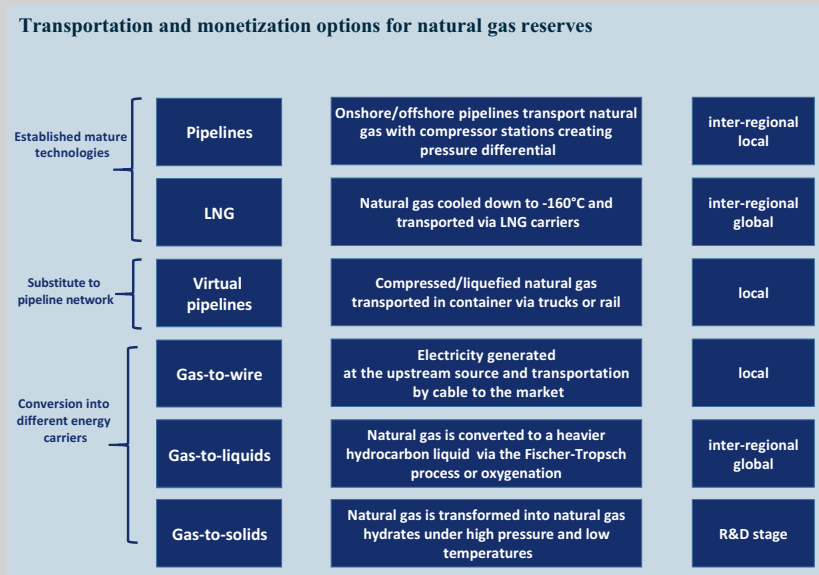 Transportation and monetization options for natural gas reserves
Established mature
technologies
Pipelines
Onshore/offshore pipelines transport natural
gas with compressor stations creating
pressure differential
inter-regional
local
LNG
Natural gas cooled down to -160°C and
transported via LNG carriers
inter-regional
global
Substitute to
pipeline network
Virtual
pipelines
Compressed/liquefied natural gas
transported in container via trucks or rail
local
Conversion into
different energy
carriers
Gas-to-wire
Electricity generated
at the upstream source and transportation
by cable to the market
local
Gas-to-liquids
Natural gas is converted to a heavier
hydrocarbon liquid via the Fischer-Tropsch
process or oxygenation
inter-regional
global
Gas-to-solids
Natural gas is transformed into natural gas
hydrates under high pressure and low
temperatures
R&D stage